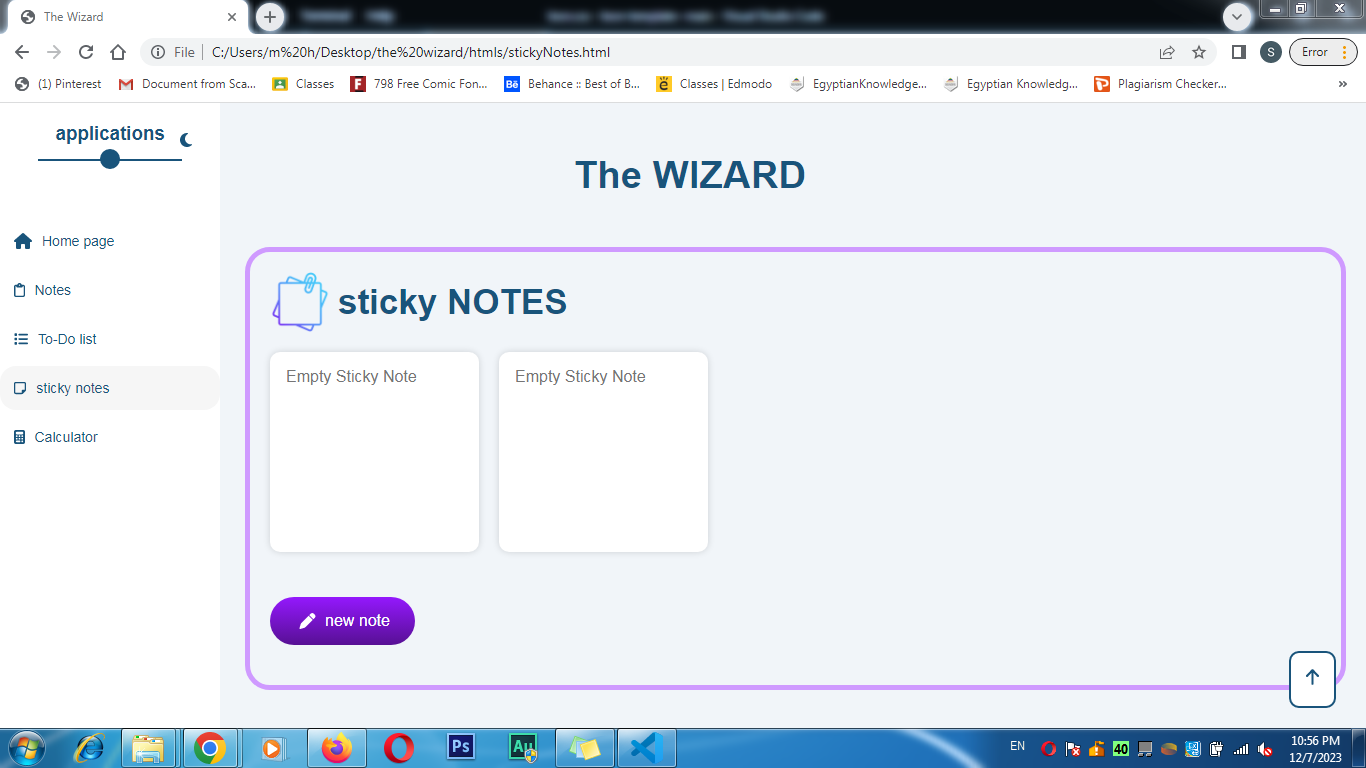 The Wizard
File
C:/Users/m%20h/Desktop/the%20wizard/htmls/stickyNotes.html
S
Error
(1) Pinterest
Document from Sca...
Classes
798 Free Comic Fon...
Behance :: Best of B...
Classes | Edmodo
EgyptianKnowledge...
Egyptian Knowledg...
Plagiarism Checker...
applications
The WIZARD
Home page
Notes
To-Do list
sticky notes
Calculator
sticky NOTES
Empty Sticky Note
Empty Sticky Note
new note
Ps
Au
EN
40
10:56 PM
12/7/2023